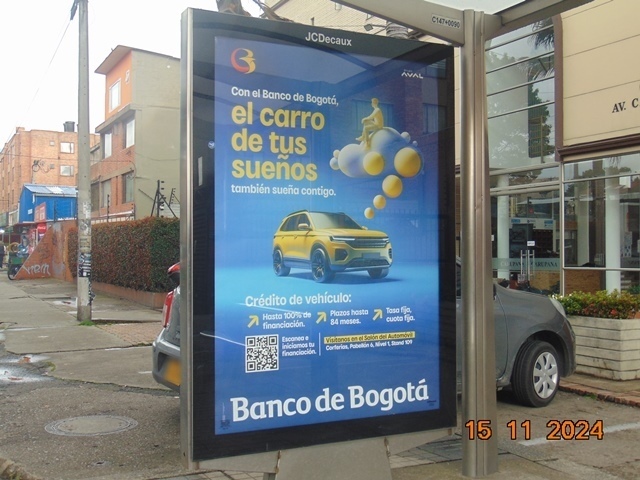 C147+0090
JCDecaux
AVAL
Con el Banco de Bogotá,
el carro
de tus
sueños
también sueña contigo.
Crédito de vehículo:
Hasta 100% de
financiación.
Plazos hasta
84 meses.
Tasa fija,
cuota fija.
Escanea e
iniciemos tu
financiación.
Visítanos en el Salón del Automóvil
Corferias, Pabellón 6, Nivel 1, Stand 109
Banco de Bogotá
AV. C
15 11 2024